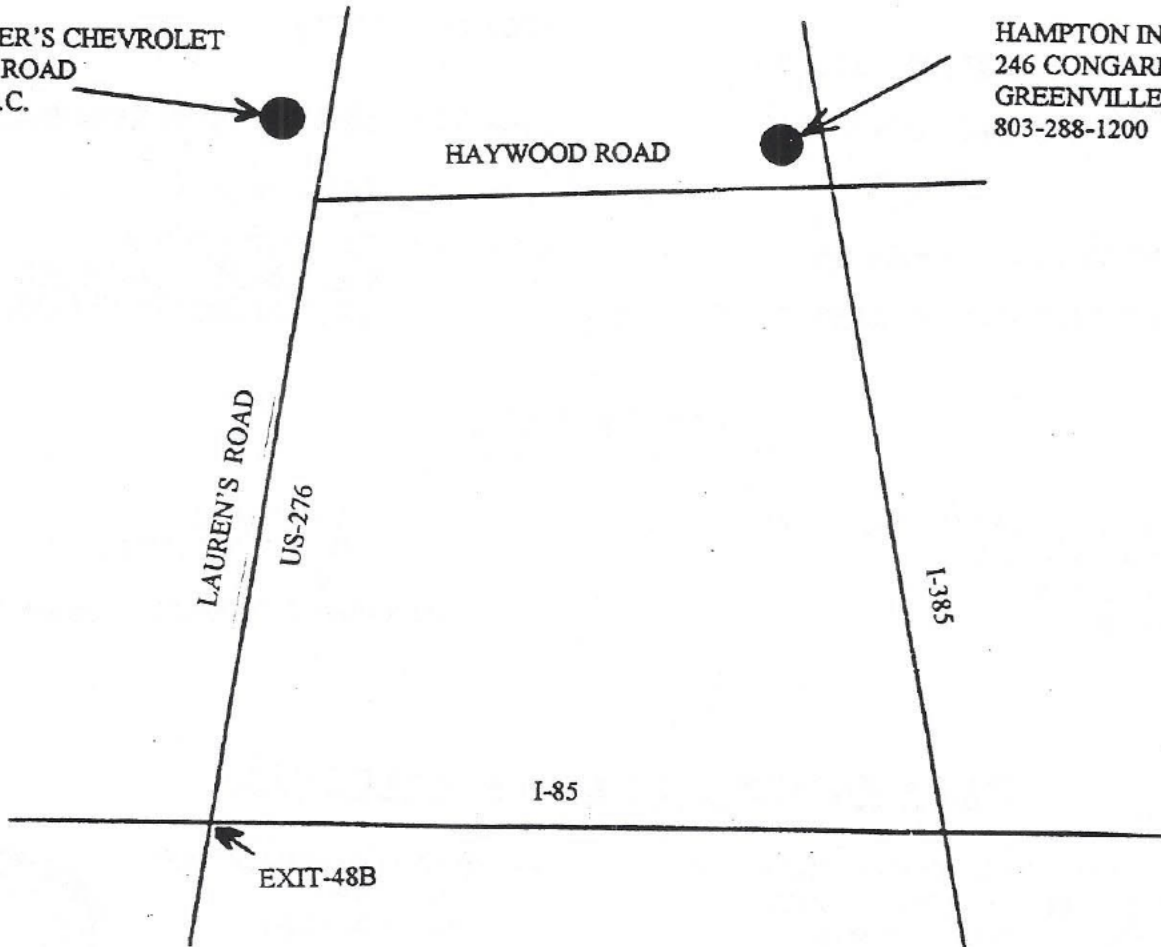 ER'S CHEVROLET
ROAD
.C.
HAMPTON IN
246 CONGAR
GREENVILLE
803-288-1200
HAYWOOD ROAD
LAUREN'S ROAD
US-276
I-385
I-85
EXIT-48B